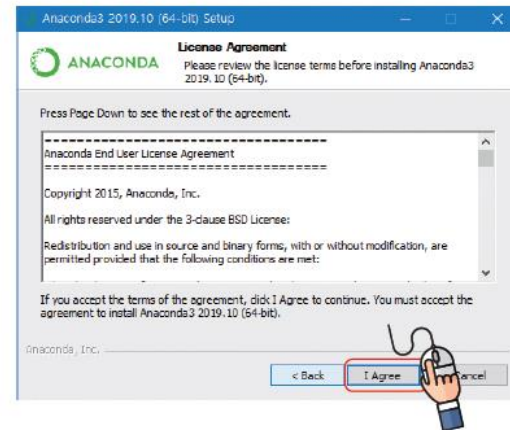 Anaconda3 2019.10 (64-bit) Setup
ANACONDA
License Agreement
Please review the license terms before installing Anaconda3
2019.10 (64-bit).
Press Page Down to see the rest of the agreement.
===================================
Anaconda End User License Agreement
===================================
Copyright 2015, Anaconda, Inc.
All rights reserved under the 3-clause BSD License:
Redistribution and use in source and binary forms, with or without modification, are
permitted provided that the following conditions are met:
If you accept the terms of the agreement, click I Agree to continue. You must accept the
agreement to install Anaconda3 2019.10 (64-bit).
Anaconda, Inc.
< Back
I Agree